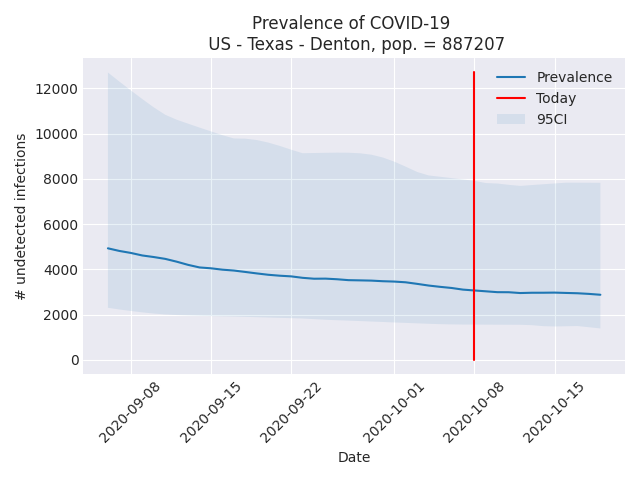 Prevalence of COVID-19
US - Texas - Denton, pop. = 887207
# undetected infections
12000
10000
8000
6000
4000
2000
0
Prevalence
Today
95CI
2020-09-08
2020-09-15
2020-09-22
2020-10-01
2020-10-08
2020-10-15
Date